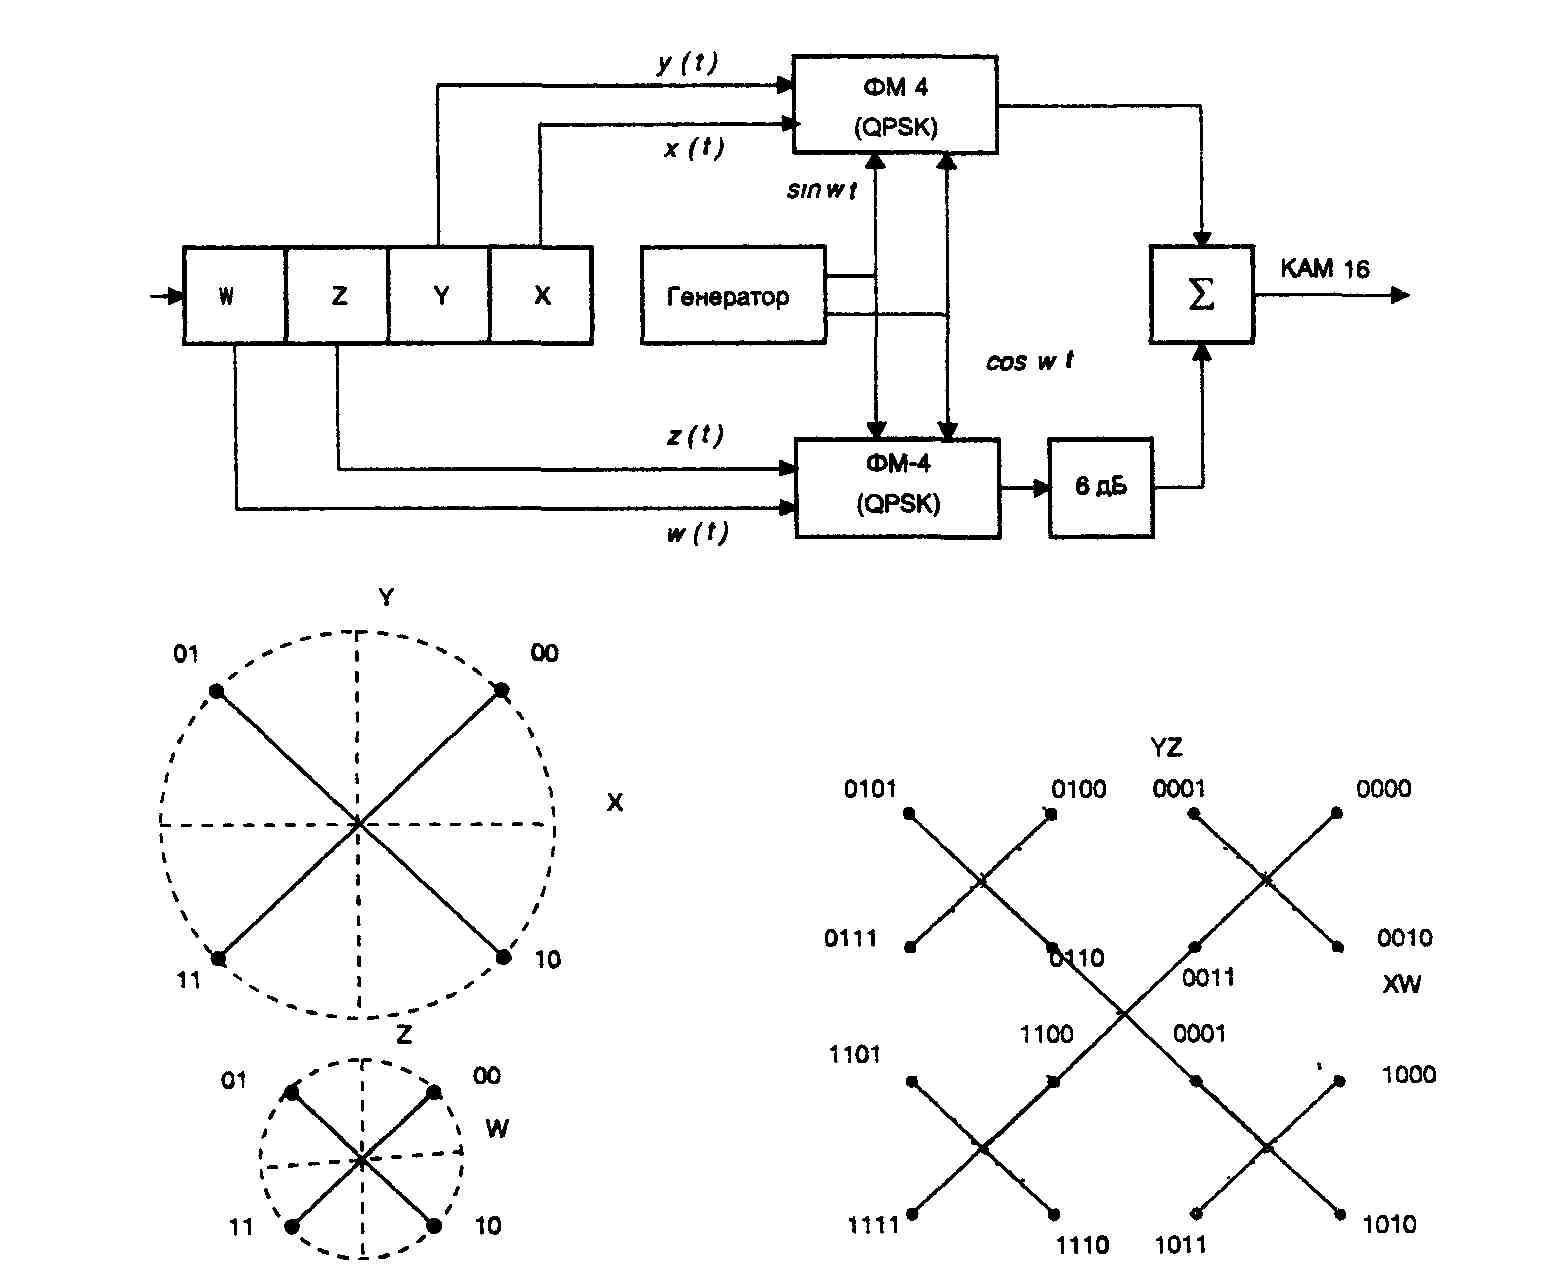 y (t)
ФМ 4
(QPSK)
x (t)
sin w t
W Z Y X
Генератор
Σ
КАМ 16
cos w t
z (t)
ФМ-4
(QPSK)
6 дБ
w (t)
Y
01 00
X
11 10
Z
01 00
W
11 10
YZ
0101 0100 0001 0000
0111 0110 0011 0010
XW
1101 1100 0001 1000
1111 1110 1011 1010